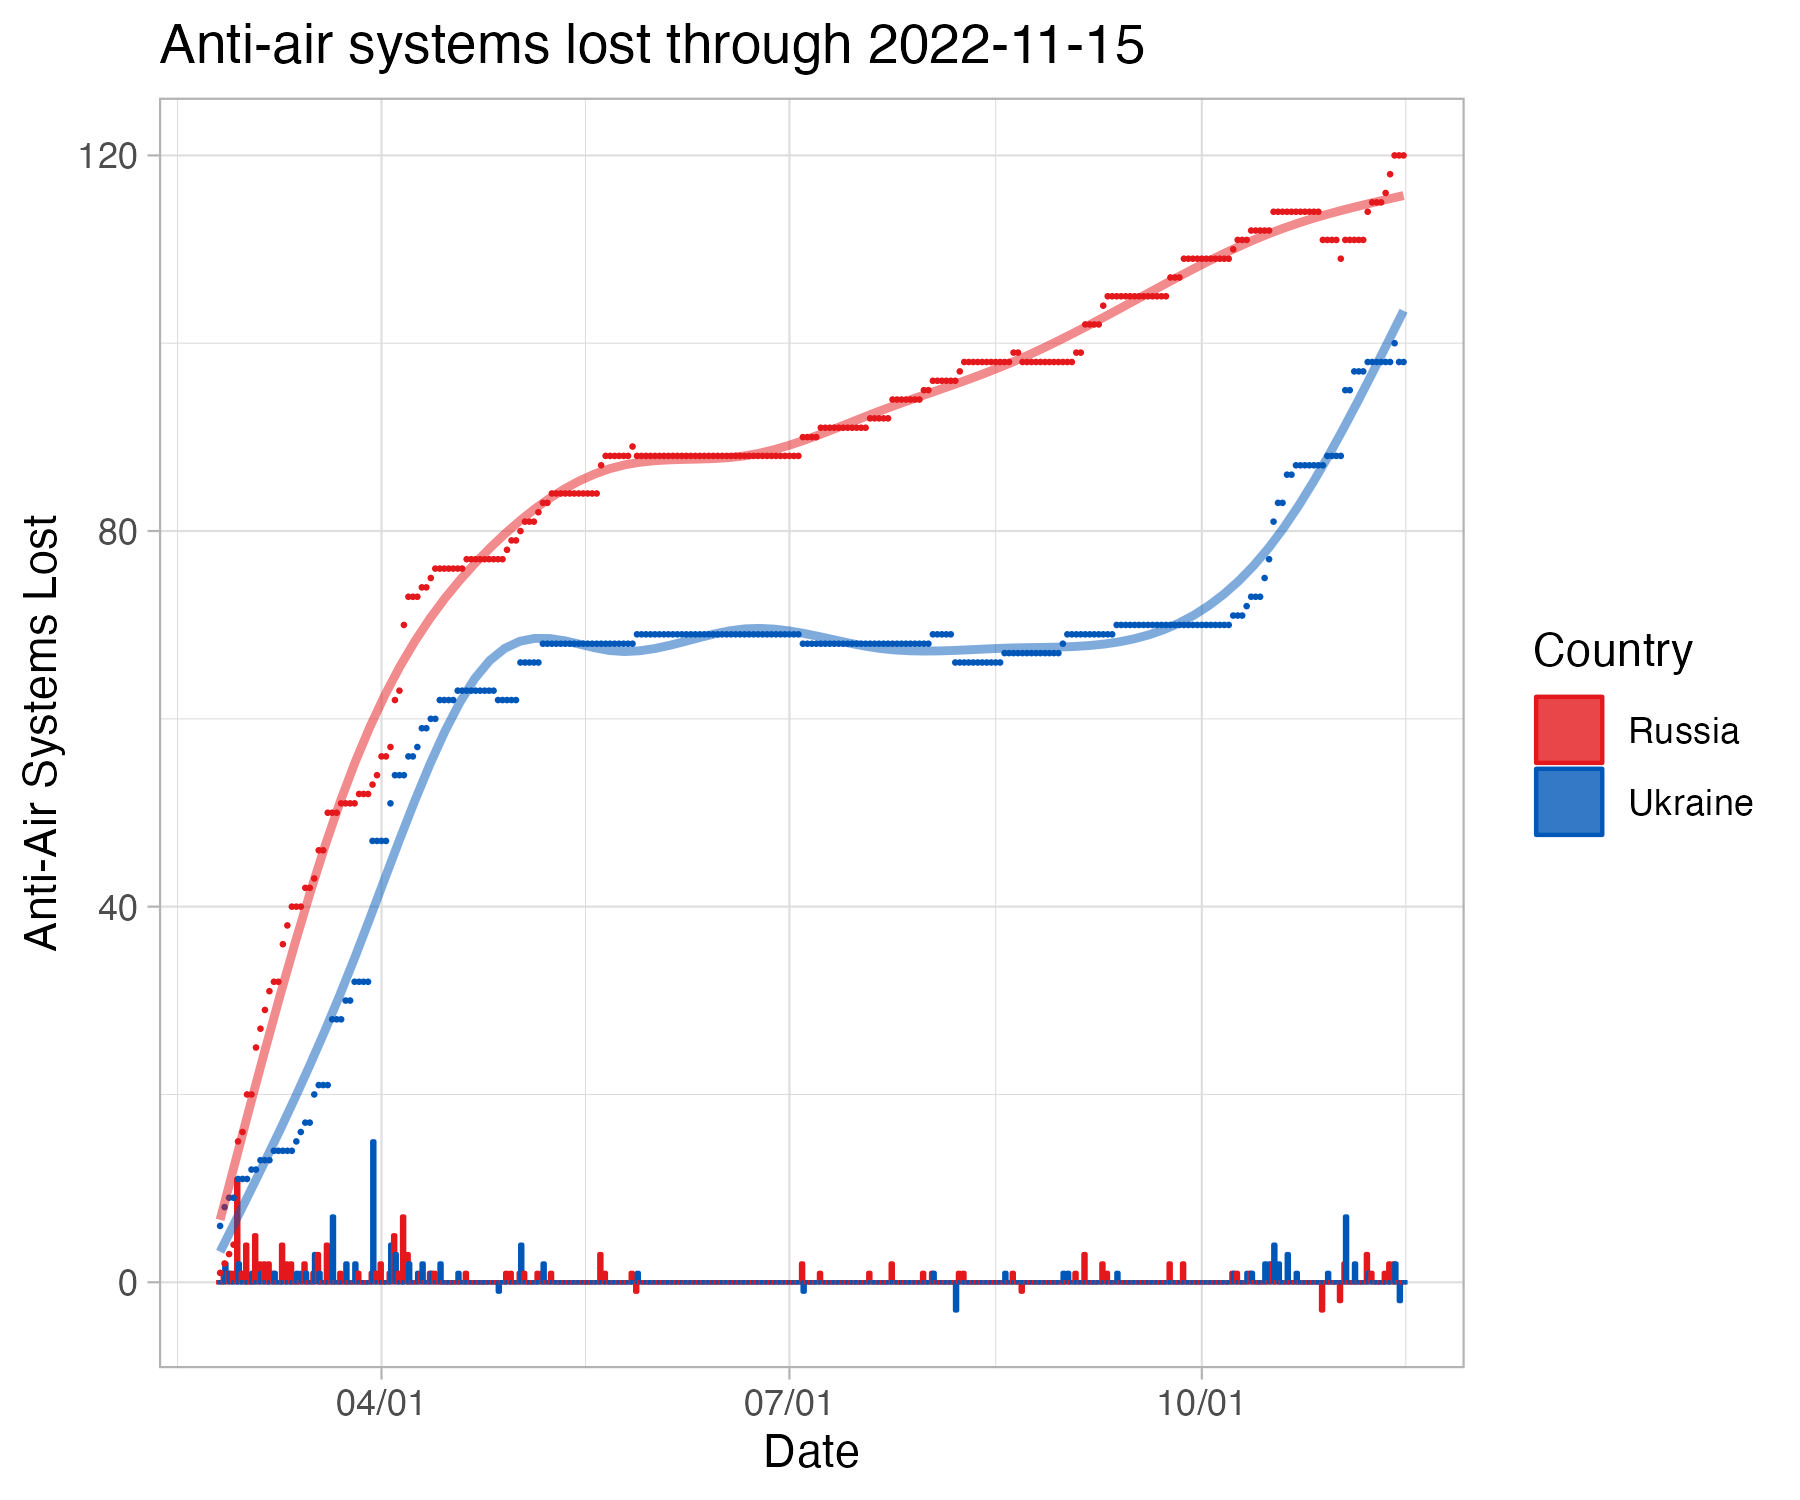 Anti-air systems lost through 2022-11-15
Anti-Air Systems Lost
120
80
40
0
04/01
07/01
10/01
Date
Country
Russia
Ukraine